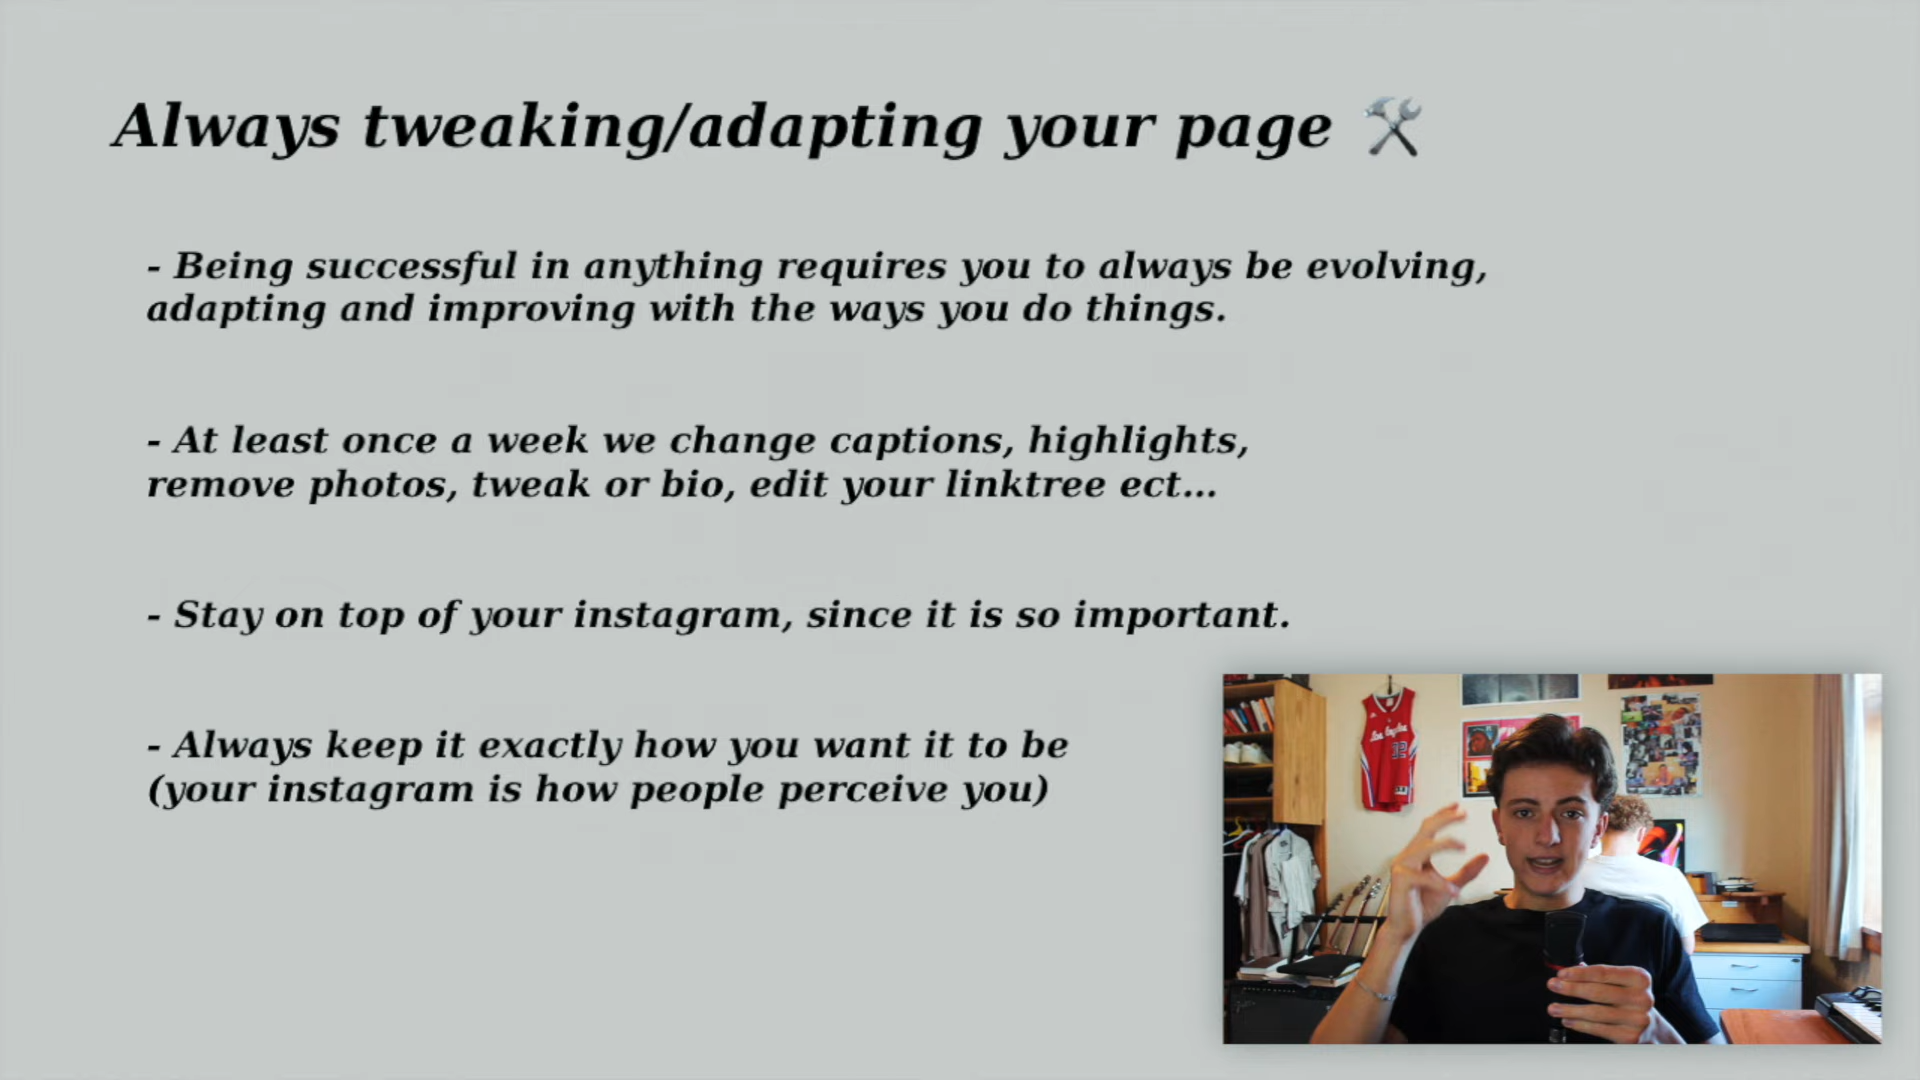 Always tweaking/adapting your page 🛠
- Being successful in anything requires you to always be evolving,
adapting and improving with the ways you do things.
- At least once a week we change captions, highlights,
remove photos, tweak or bio, edit your linktree ect...
- Stay on top of your instagram, since it is so important.
- Always keep it exactly how you want it to be
(your instagram is how people perceive you)
Los Angeles
32